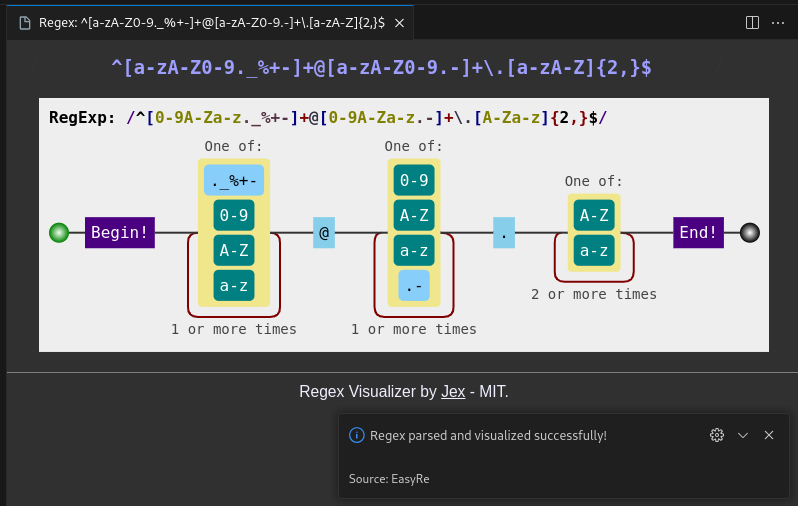 Regex: ^[a-zA-Z0-9._%+-]+@[a-zA-Z0-9.-]+\.[a-zA-Z]{2,}$
^[a-zA-Z0-9._%+-]+@[a-zA-Z0-9.-]+\.[a-zA-Z]{2,}$
RegExp: /^[0-9A-Za-z._%+-]+@[0-9A-Za-z.-]+\.[A-Za-z]{2,}$/
One of: One of:
._%+- 0-9 One of:
0-9 A-Z A-Z
Begin! @ . End!
A-Z a-z a-z
a-z .-
2 or more times
1 or more times 1 or more times
Regex Visualizer by Jex - MIT.
Regex parsed and visualized successfully!
Source: EasyRe